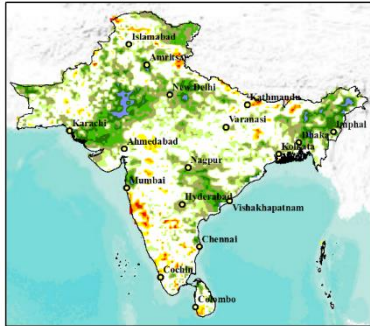 Islamabad
Amritsar
New Delhi
Kathmandu
Varanasi
Karachi
Ahmedabad
Dhaka
Imphal
Kolkata
Nagpur
Mumbai
Hyderabad
Vishakhapatnam
Chennai
Cochin
Colombo